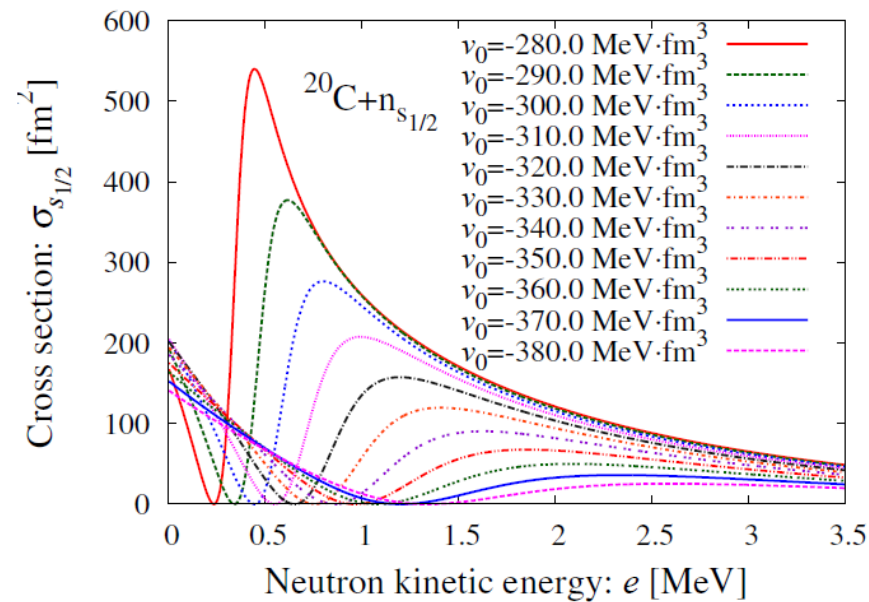 600
500
400
300
200
100
0
Cross section: σs1/2 [fm²]
²⁰C+ns1/2
v₀=-280.0 MeV·fm³
v₀=-290.0 MeV·fm³
v₀=-300.0 MeV·fm³
v₀=-310.0 MeV·fm³
v₀=-320.0 MeV·fm³
v₀=-330.0 MeV·fm³
v₀=-340.0 MeV·fm³
v₀=-350.0 MeV·fm³
v₀=-360.0 MeV·fm³
v₀=-370.0 MeV·fm³
v₀=-380.0 MeV·fm³
0 0.5 1 1.5 2 2.5 3 3.5
Neutron kinetic energy: e [MeV]